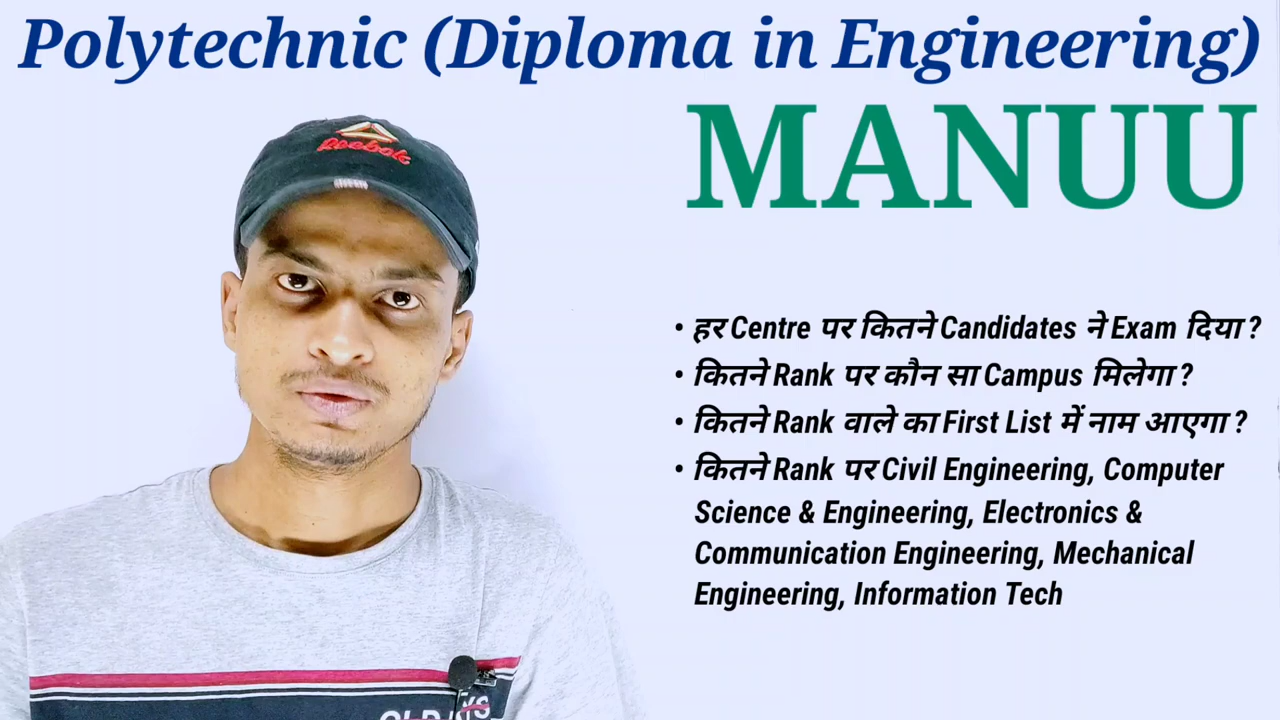 Polytechnic (Diploma in Engineering)
MANUU
Reebok
• हर Centre पर कितने Candidates ने Exam दिया ?
• कितने Rank पर कौन सा Campus मिलेगा ?
• कितने Rank वाले का First List में नाम आएगा ?
• कितने Rank पर Civil Engineering, Computer
Science & Engineering, Electronics &
Communication Engineering, Mechanical
Engineering, Information Tech